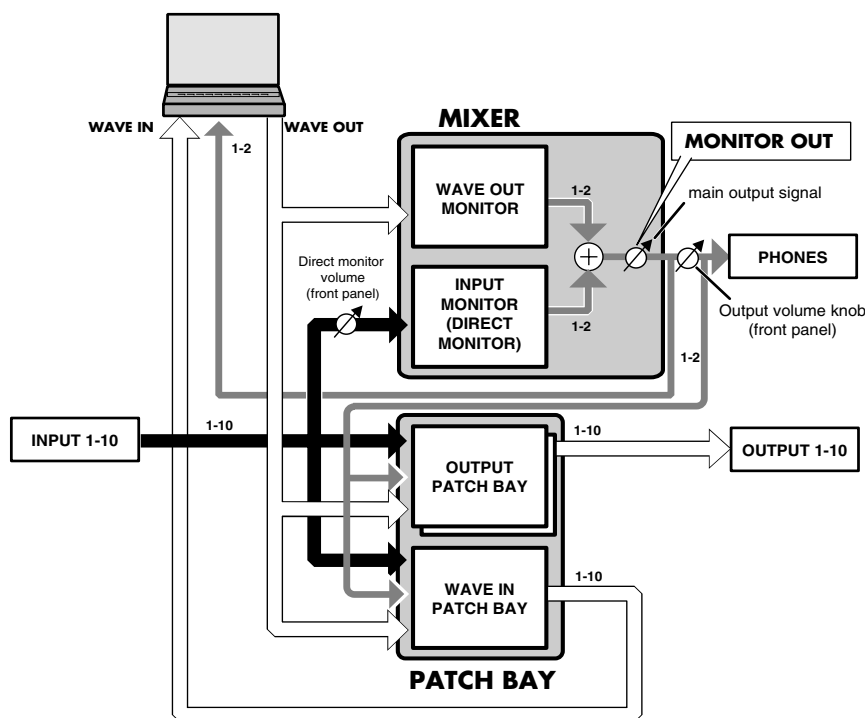 WAVE IN
WAVE OUT
1-2
MIXER
MONITOR OUT
WAVE OUT
MONITOR
1-2
main output signal
PHONES
Direct monitor
volume
(front panel)
INPUT
MONITOR
(DIRECT
MONITOR)
1-2
Output volume knob
(front panel)
1-2
INPUT 1-10
1-10
OUTPUT
PATCH BAY
1-10
OUTPUT 1-10
WAVE IN
PATCH BAY
1-10
PATCH BAY